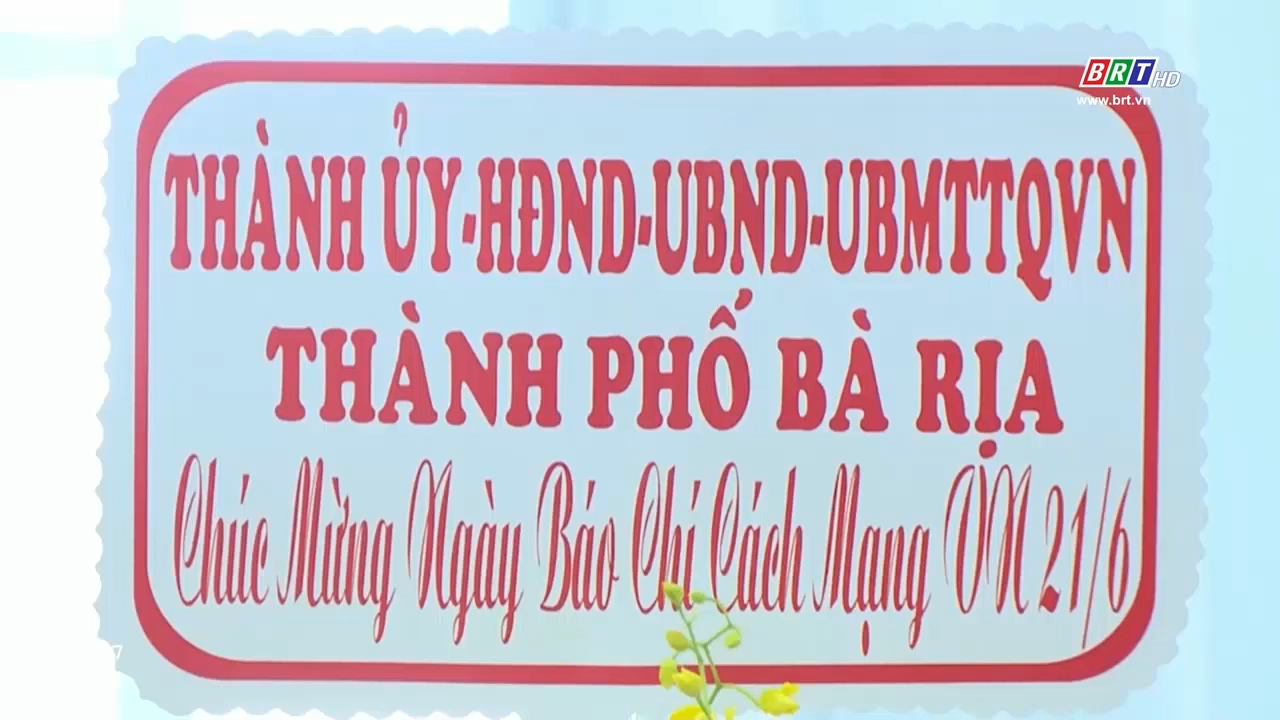 BRT HD
www.brt.vn
THÀNH ỦY-HĐND-UBND-UBMTTQVN
THÀNH PHỐ BÀ RỊA
Chúc Mừng Ngày Báo Chí Cách Mạng VN 21/6